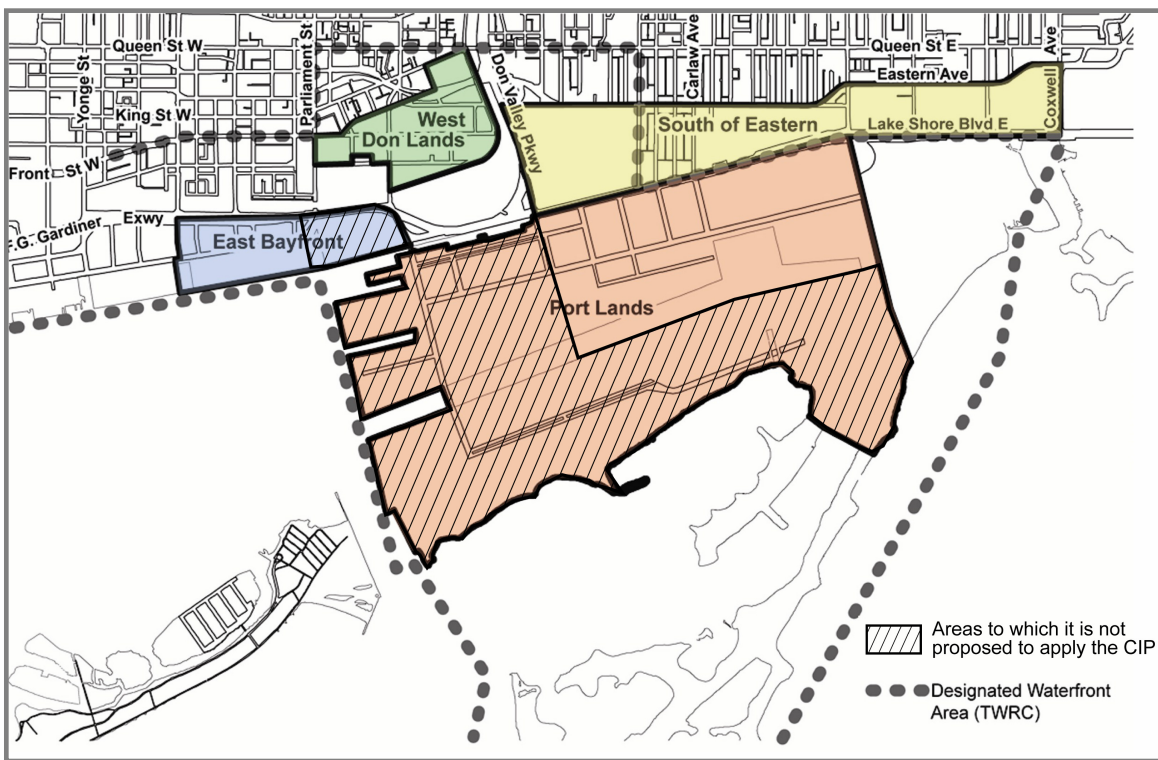 Queen St W
Yonge St
King St W
Front St W
F.G. Gardiner Exwy
Parliament St
Don Valley Pkwy
Carlaw Ave
Queen St E
Eastern Ave
Coxwell Ave
Lake Shore Blvd E
West
Don Lands
South of Eastern
East Bayfront
Port Lands
Areas to which it is not
proposed to apply the CIP
Designated Waterfront
Area (TWRC)